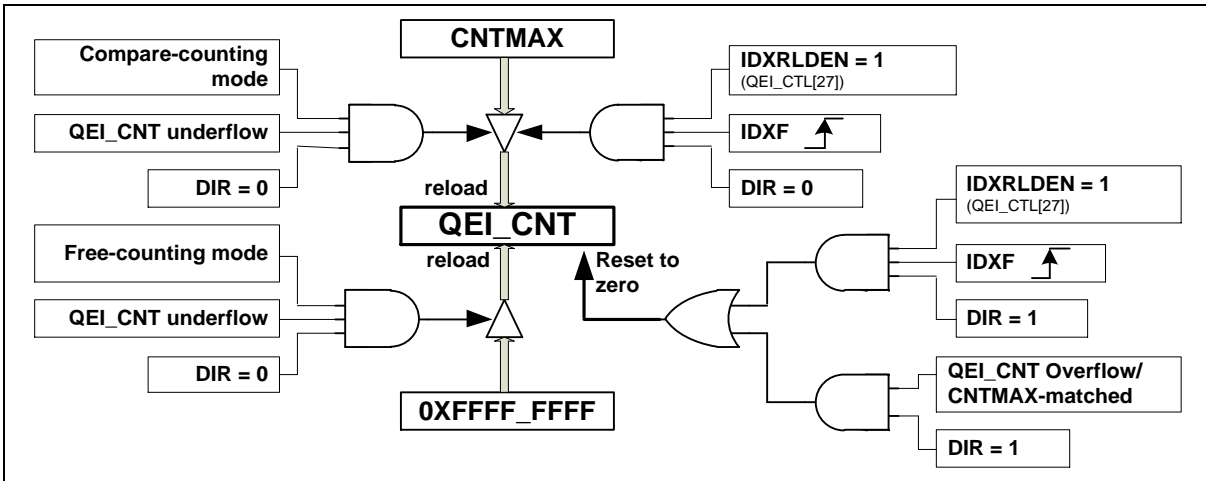 CNTMAX
Compare-counting
mode
QEI_CNT underflow
DIR = 0
IDXRLDEN = 1
(QEI_CTL[27])
IDXF
DIR = 0
reload
QEI_CNT
reload
Reset to
zero
Free-counting mode
QEI_CNT underflow
DIR = 0
0XFFFF_FFFF
IDXRLDEN = 1
(QEI_CTL[27])
IDXF
DIR = 1
QEI_CNT Overflow/
CNTMAX-matched
DIR = 1